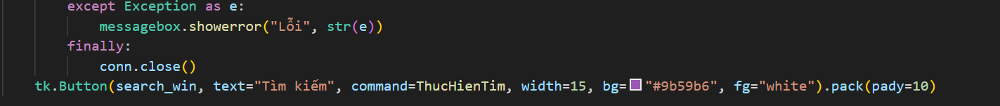 except Exception as e:
messagebox.showerror("Lỗi", str(e))
finally:
conn.close()
tk.Button(search_win, text="Tìm kiếm", command=ThucHienTim, width=15, bg="#9b59b6", fg="white").pack(pady=10)